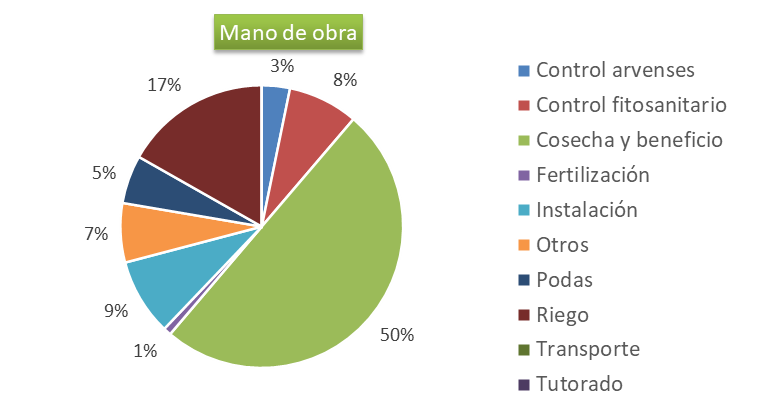 Mano de obra
3%
8%
50%
1%
9%
7%
5%
17%
Control arvenses
Control fitosanitario
Cosecha y beneficio
Fertilización
Instalación
Otros
Podas
Riego
Transporte
Tutorado